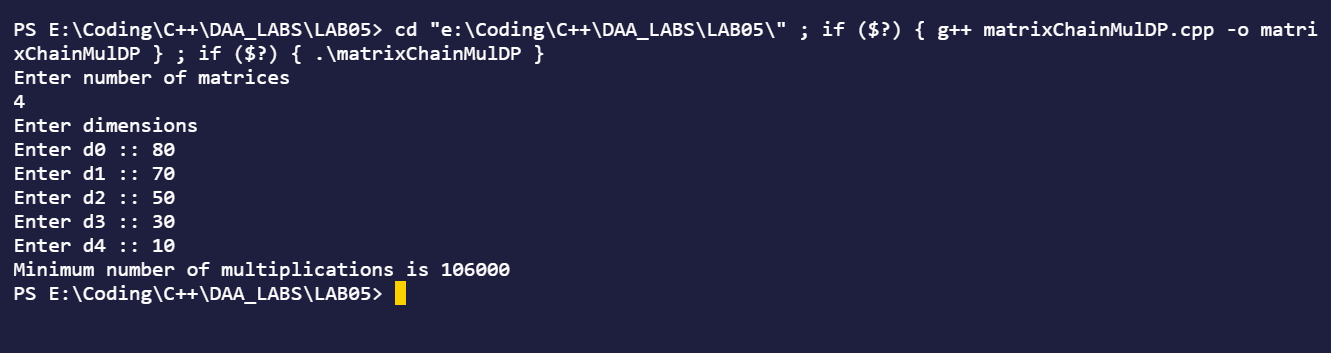 PS E:\Coding\C++\DAA_LABS\LAB05> cd "e:\Coding\C++\DAA_LABS\LAB05\" ; if ($?) { g++ matrixChainMulDP.cpp -o matri
xChainMulDP } ; if ($?) { .\matrixChainMulDP }
Enter number of matrices
4
Enter dimensions
Enter d0 :: 80
Enter d1 :: 70
Enter d2 :: 50
Enter d3 :: 30
Enter d4 :: 10
Minimum number of multiplications is 106000
PS E:\Coding\C++\DAA_LABS\LAB05>